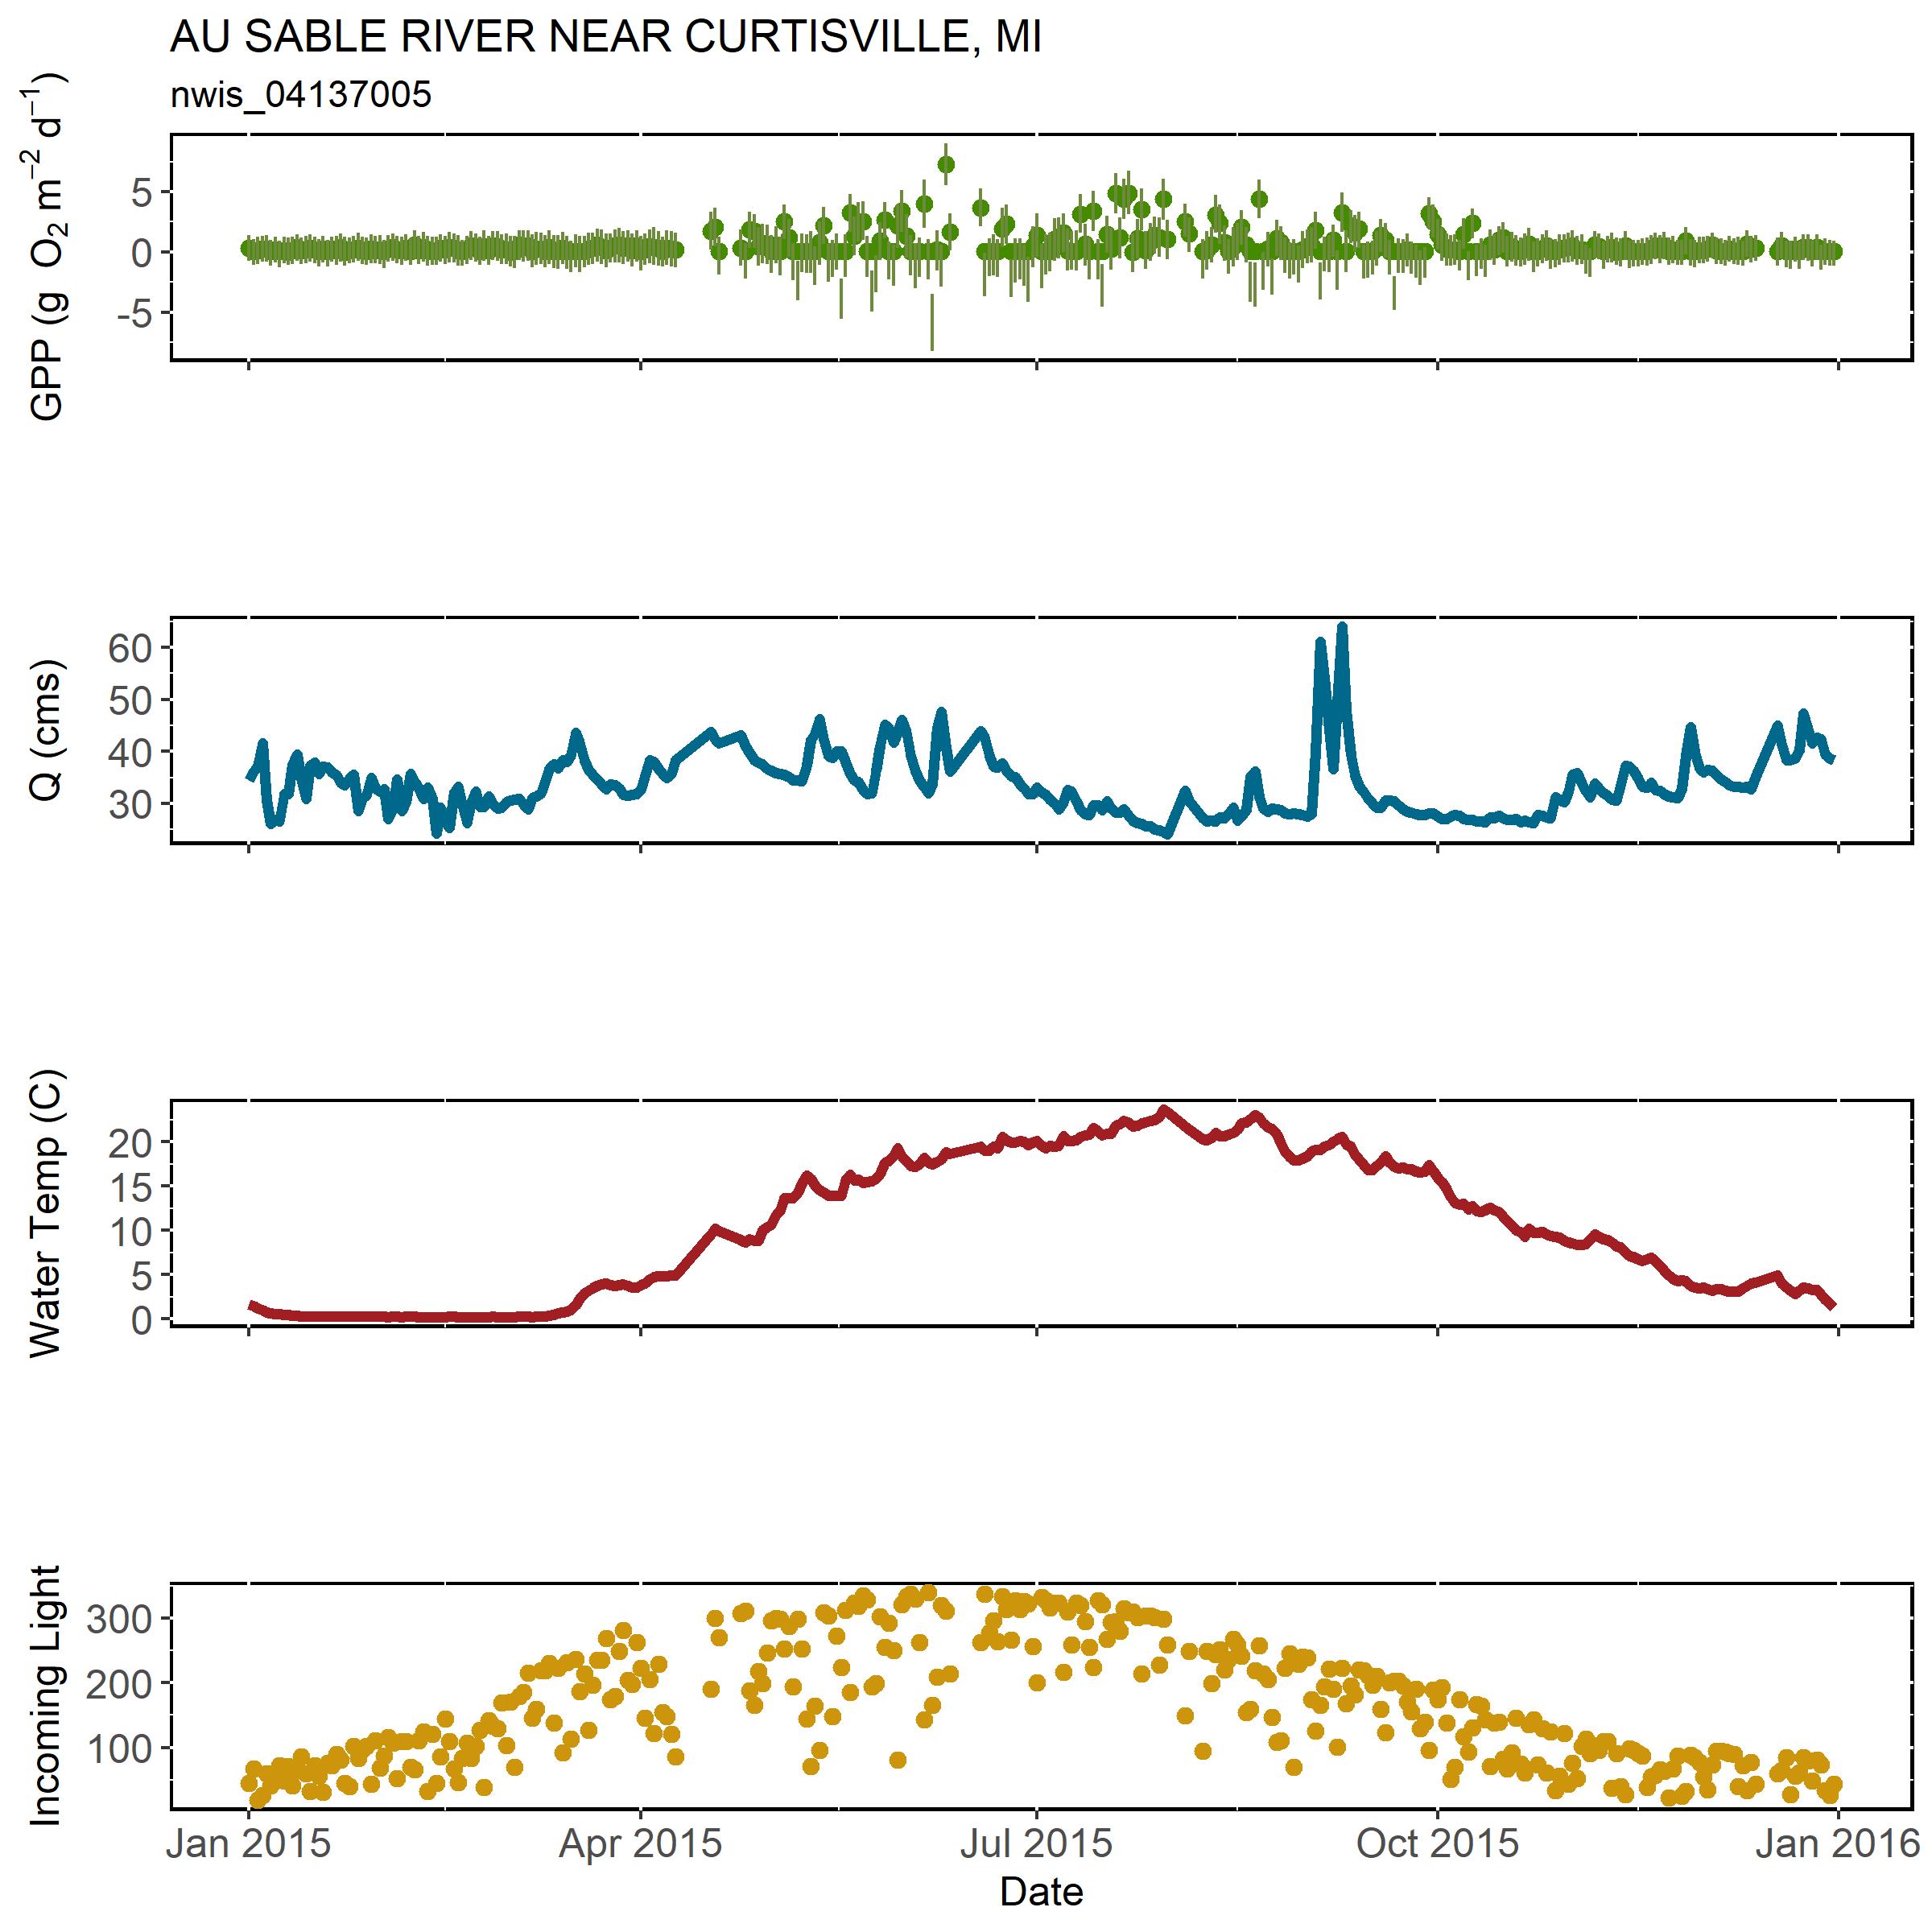 AU SABLE RIVER NEAR CURTISVILLE, MI
nwis_04137005
GPP (g O₂ m⁻² d⁻¹)
5
0
-5
Q (cms)
60
50
40
30
Water Temp (C)
20
15
10
5
0
Incoming Light
300
200
100
Jan 2015
Apr 2015
Jul 2015
Oct 2015
Jan 2016
Date